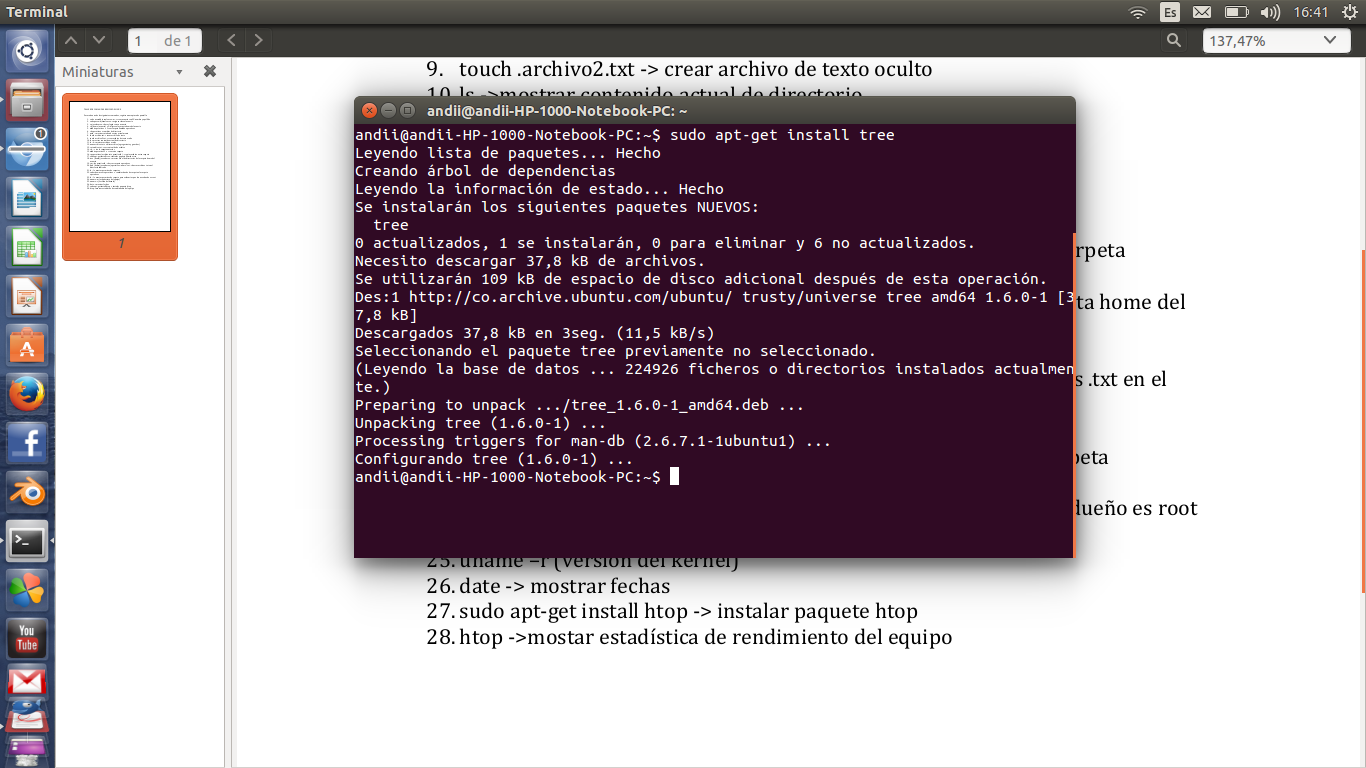 Terminal
Es
16:41
1 de 1
137,47%
Miniaturas
1
9. touch .archivo2.txt -> crear archivo de texto oculto
10. ls ->mostrar contenido actual de directorio
andii@andii-HP-1000-Notebook-PC: ~
andii@andii-HP-1000-Notebook-PC:~$ sudo apt-get install tree
Leyendo lista de paquetes... Hecho
Creando árbol de dependencias
Leyendo la información de estado... Hecho
Se instalarán los siguientes paquetes NUEVOS:
tree
0 actualizados, 1 se instalarán, 0 para eliminar y 6 no actualizados.
Necesito descargar 37,8 kB de archivos.
Se utilizarán 109 kB de espacio de disco adicional después de esta operación.
Des:1 http://co.archive.ubuntu.com/ubuntu/ trusty/universe tree amd64 1.6.0-1 [3
7,8 kB]
Descargados 37,8 kB en 3seg. (11,5 kB/s)
Seleccionando el paquete tree previamente no seleccionado.
(Leyendo la base de datos ... 224926 ficheros o directorios instalados actualmen
te.)
Preparing to unpack .../tree_1.6.0-1_amd64.deb ...
Unpacking tree (1.6.0-1) ...
Processing triggers for man-db (2.6.7.1-1ubuntu1) ...
Configurando tree (1.6.0-1) ...
andii@andii-HP-1000-Notebook-PC:~$
rpeta
ta home del
s .txt en el
peta
dueño es root
25. uname –r (versión del kernel)
26. date -> mostrar fechas
27. sudo apt-get install htop -> instalar paquete htop
28. htop ->mostar estadística de rendimiento del equipo
1
You
Tube